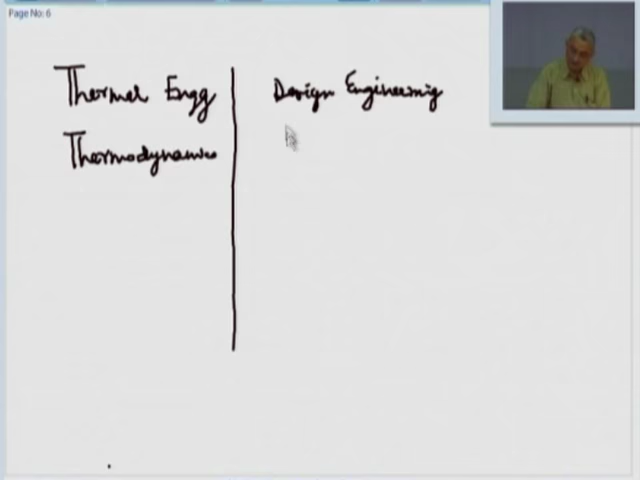 Page No: 6
Thermal Engg
Design Engineering
Thermodynamics